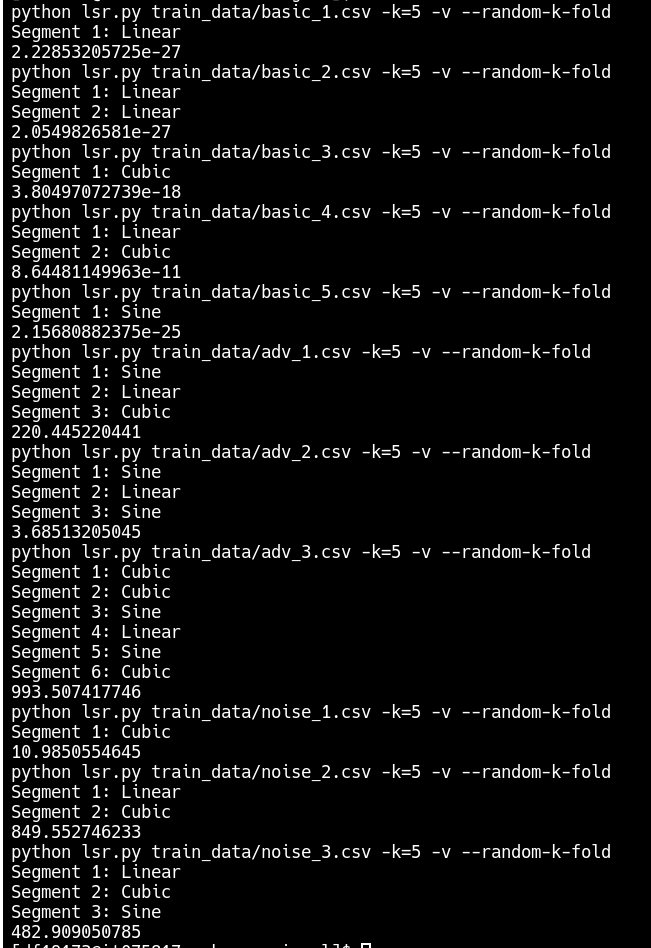 python lsr.py train_data/basic_1.csv -k=5 -v --random-k-fold
Segment 1: Linear
2.22853205725e-27
python lsr.py train_data/basic_2.csv -k=5 -v --random-k-fold
Segment 1: Linear
Segment 2: Linear
2.0549826581e-27
python lsr.py train_data/basic_3.csv -k=5 -v --random-k-fold
Segment 1: Cubic
3.80497072739e-18
python lsr.py train_data/basic_4.csv -k=5 -v --random-k-fold
Segment 1: Linear
Segment 2: Cubic
8.64481149963e-11
python lsr.py train_data/basic_5.csv -k=5 -v --random-k-fold
Segment 1: Sine
2.15680882375e-25
python lsr.py train_data/adv_1.csv -k=5 -v --random-k-fold
Segment 1: Sine
Segment 2: Linear
Segment 3: Cubic
220.445220441
python lsr.py train_data/adv_2.csv -k=5 -v --random-k-fold
Segment 1: Sine
Segment 2: Linear
Segment 3: Sine
3.68513205045
python lsr.py train_data/adv_3.csv -k=5 -v --random-k-fold
Segment 1: Cubic
Segment 2: Cubic
Segment 3: Sine
Segment 4: Linear
Segment 5: Sine
Segment 6: Cubic
993.507417746
python lsr.py train_data/noise_1.csv -k=5 -v --random-k-fold
Segment 1: Cubic
10.9850554645
python lsr.py train_data/noise_2.csv -k=5 -v --random-k-fold
Segment 1: Linear
Segment 2: Cubic
849.552746233
python lsr.py train_data/noise_3.csv -k=5 -v --random-k-fold
Segment 1: Linear
Segment 2: Cubic
Segment 3: Sine
482.909050785